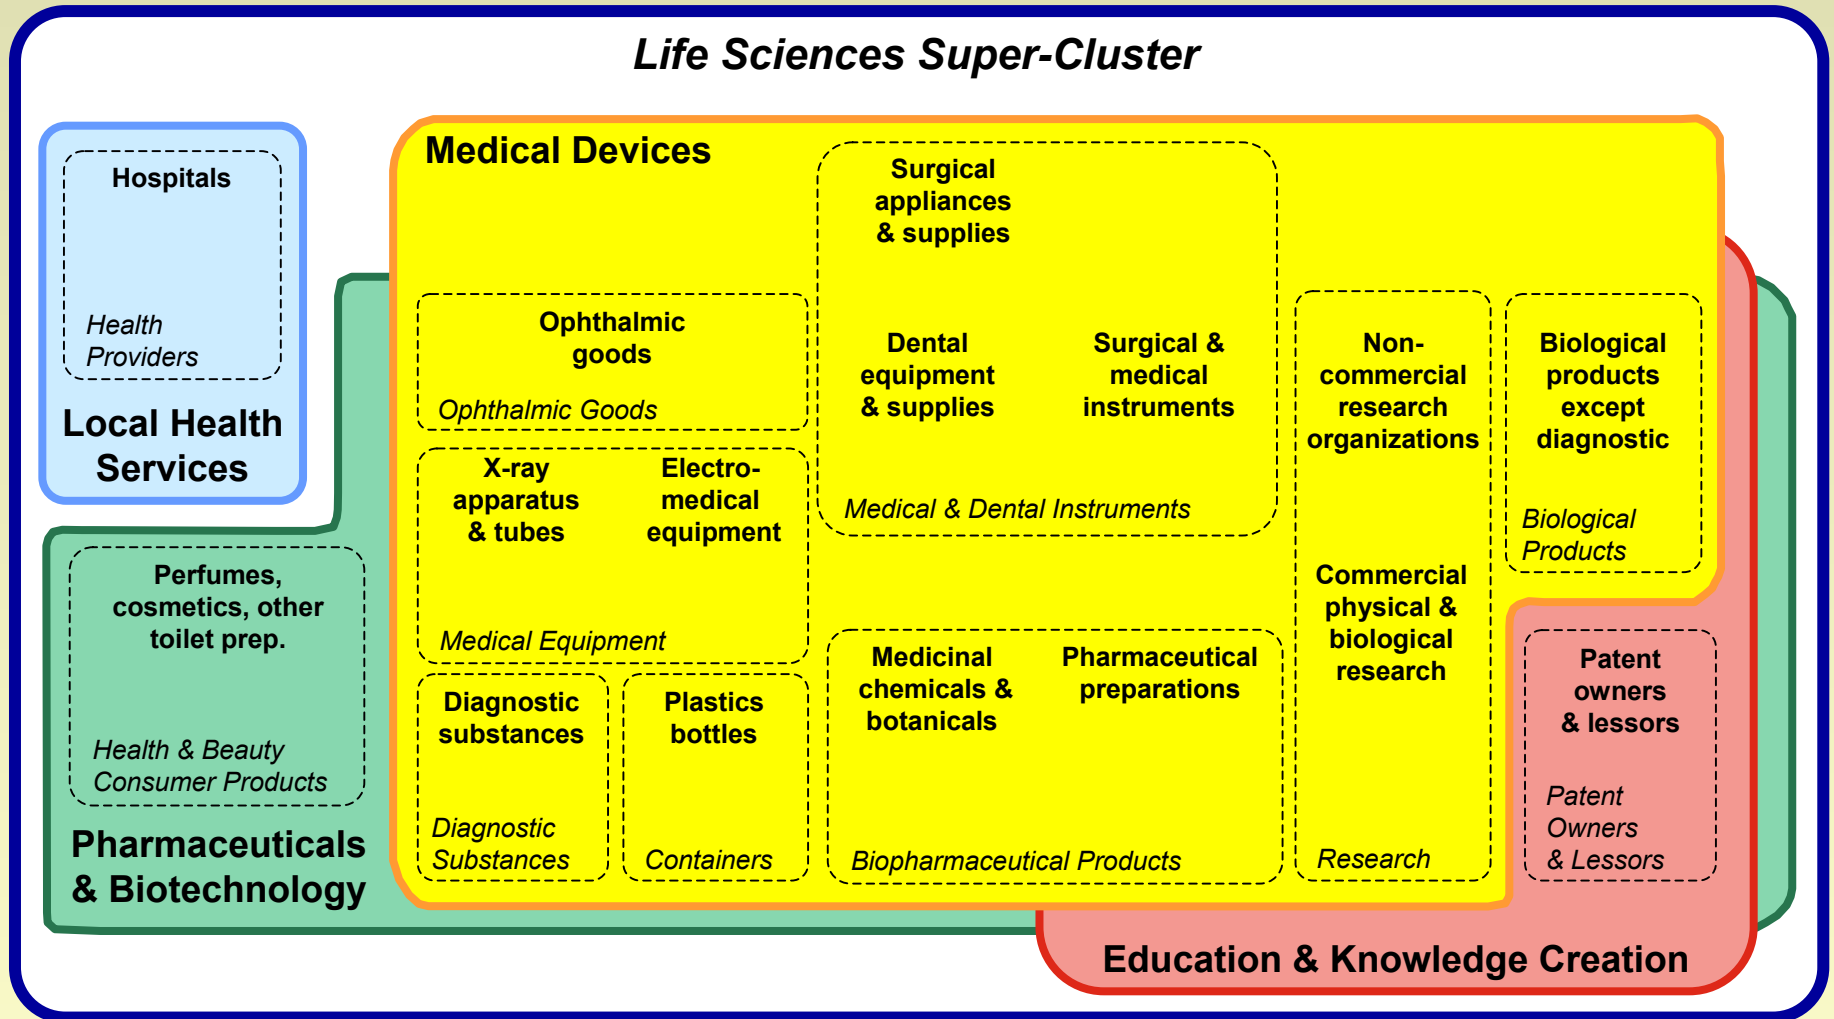 Life Sciences Super-Cluster
Hospitals
Health
Providers
Local Health
Services
Perfumes,
cosmetics, other
toilet prep.
Health & Beauty
Consumer Products
Pharmaceuticals
& Biotechnology
Medical Devices
Ophthalmic
goods
Ophthalmic Goods
X-ray
apparatus
& tubes
Electro-
medical
equipment
Medical Equipment
Diagnostic
substances
Diagnostic
Substances
Plastics
bottles
Containers
Surgical
appliances
& supplies
Dental
equipment
& supplies
Surgical &
medical
instruments
Medical & Dental Instruments
Medicinal
chemicals &
botanicals
Pharmaceutical
preparations
Biopharmaceutical Products
Non-
commercial
research
organizations
Commercial
physical &
biological
research
Research
Biological
products
except
diagnostic
Biological
Products
Patent
owners
& lessors
Patent
Owners
& Lessors
Education & Knowledge Creation